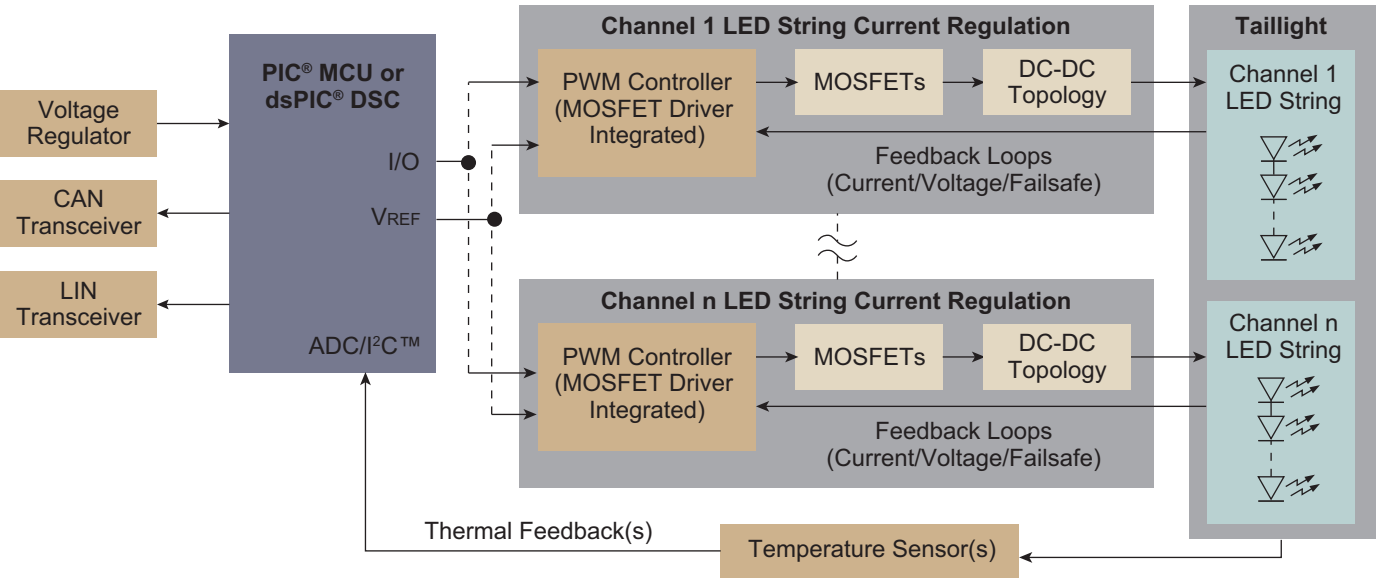 PIC® MCU or
dsPIC® DSC
Voltage
Regulator
CAN
Transceiver
LIN
Transceiver
I/O
VREF
ADC/I²C™
Channel 1 LED String Current Regulation
PWM Controller
(MOSFET Driver
Integrated)
MOSFETs
DC-DC
Topology
Feedback Loops
(Current/Voltage/Failsafe)
Channel n LED String Current Regulation
PWM Controller
(MOSFET Driver
Integrated)
MOSFETs
DC-DC
Topology
Feedback Loops
(Current/Voltage/Failsafe)
Taillight
Channel 1
LED String
Channel n
LED String
Thermal Feedback(s)
Temperature Sensor(s)